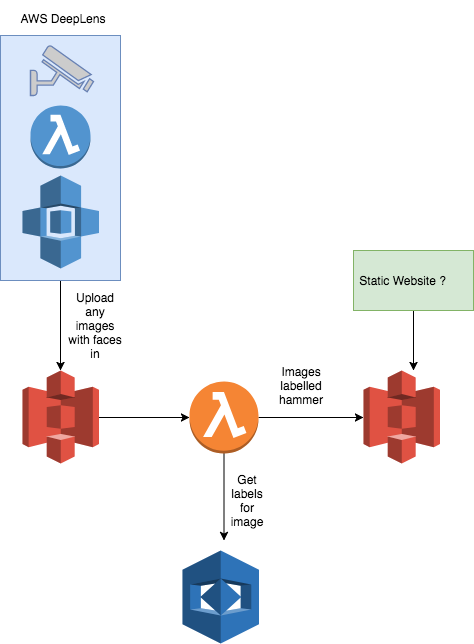 AWS DeepLens
Upload
any
images
with faces
in
Static Website ?
Images
labelled
hammer
Get
labels
for
image